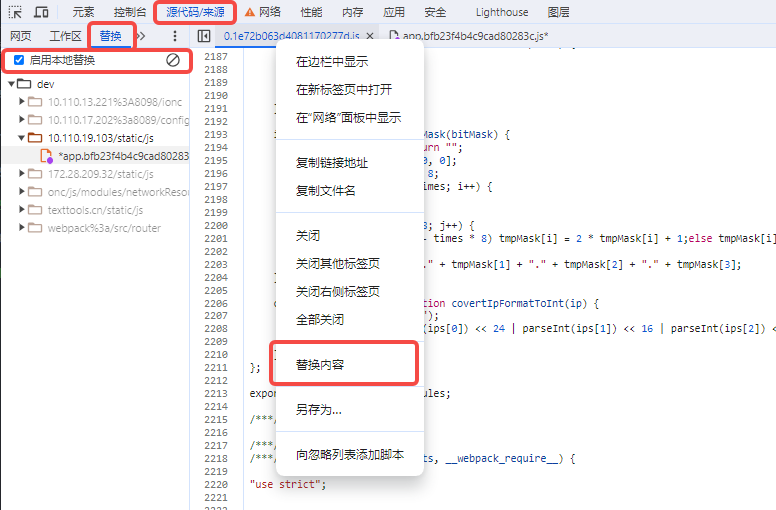 元素 控制台 源代码/来源 网络 性能 内存 应用 安全 Lighthouse 图层
网页 工作区 替换 0.1e72b063d4081170277d.js × app.bfb23f4b4c9cad80283c.js*
启用本地替换
dev
10.110.13.221%3A8098/ionc
10.110.17.202%3a8089/config
10.110.19.103/static/js
*app.bfb23f4b4c9cad80283
172.28.209.32/static/js
onc/js/modules/networkReso
texttools.cn/static/js
webpack%3a/src/router
在边栏中显示
在新标签页中打开
在“网络”面板中显示
复制链接地址
复制文件名
关闭
关闭其他标签页
关闭右侧标签页
全部关闭
替换内容
另存为...
向忽略列表添加脚本
2187
2188
2189
2190
2191 }
2192
2193 Mask(bitMask) {
2194 urn "";
2195 0, 0];
2196 8;
2197 times; i++) {
2198
2199
2200 8; j++) {
2201 - times * 8) tmpMask[i] = 2 * tmpMask[i] + 1;else tmpMask[i]
2202
2203 "." + tmpMask[1] + "." + tmpMask[2] + "." + tmpMask[3];
2204 }
2205
2206 tion covertIpFormatToInt(ip) {
2207 ");
2208 (ips[0]) << 24 | parseInt(ips[1]) << 16 | parseInt(ips[2]) <
2209
2210 }
2211 };
2212
2213 expor ules;
2214
2215 /***/
2216
2217 /***/
2218 /***/ ts, __webpack_require__) {
2219
2220 "use strict";
2221
2222